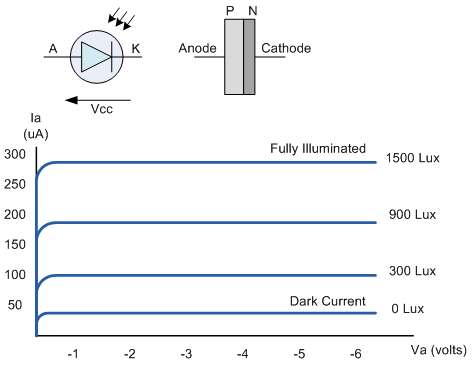 P N
A K
Anode Cathode
Vcc
Ia
(uA)
Fully Illuminated
300
1500 Lux
250
200
900 Lux
150
100
300 Lux
50
Dark Current
0 Lux
-1 -2 -3 -4 -5 -6
Va (volts)